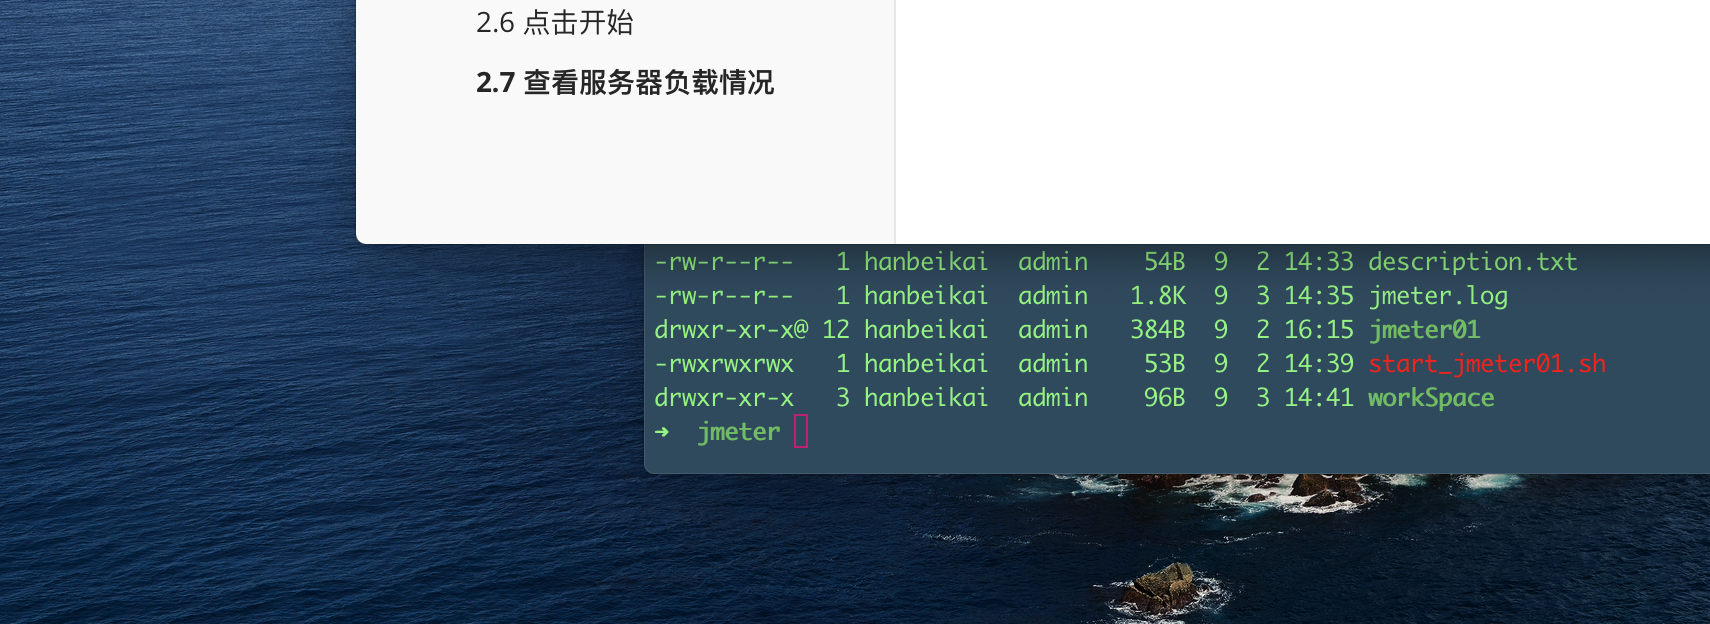 2.6 点击开始
2.7 查看服务器负载情况
-rw-r--r--   1 hanbeikai  admin    54B  9  2 14:33 description.txt
-rw-r--r--   1 hanbeikai  admin   1.8K  9  3 14:35 jmeter.log
drwxr-xr-x@ 12 hanbeikai  admin   384B  9  2 16:15 jmeter01
-rwxrwxrwx   1 hanbeikai  admin    53B  9  2 14:39 start_jmeter01.sh
drwxr-xr-x   3 hanbeikai  admin    96B  9  3 14:41 workSpace
➜  jmeter